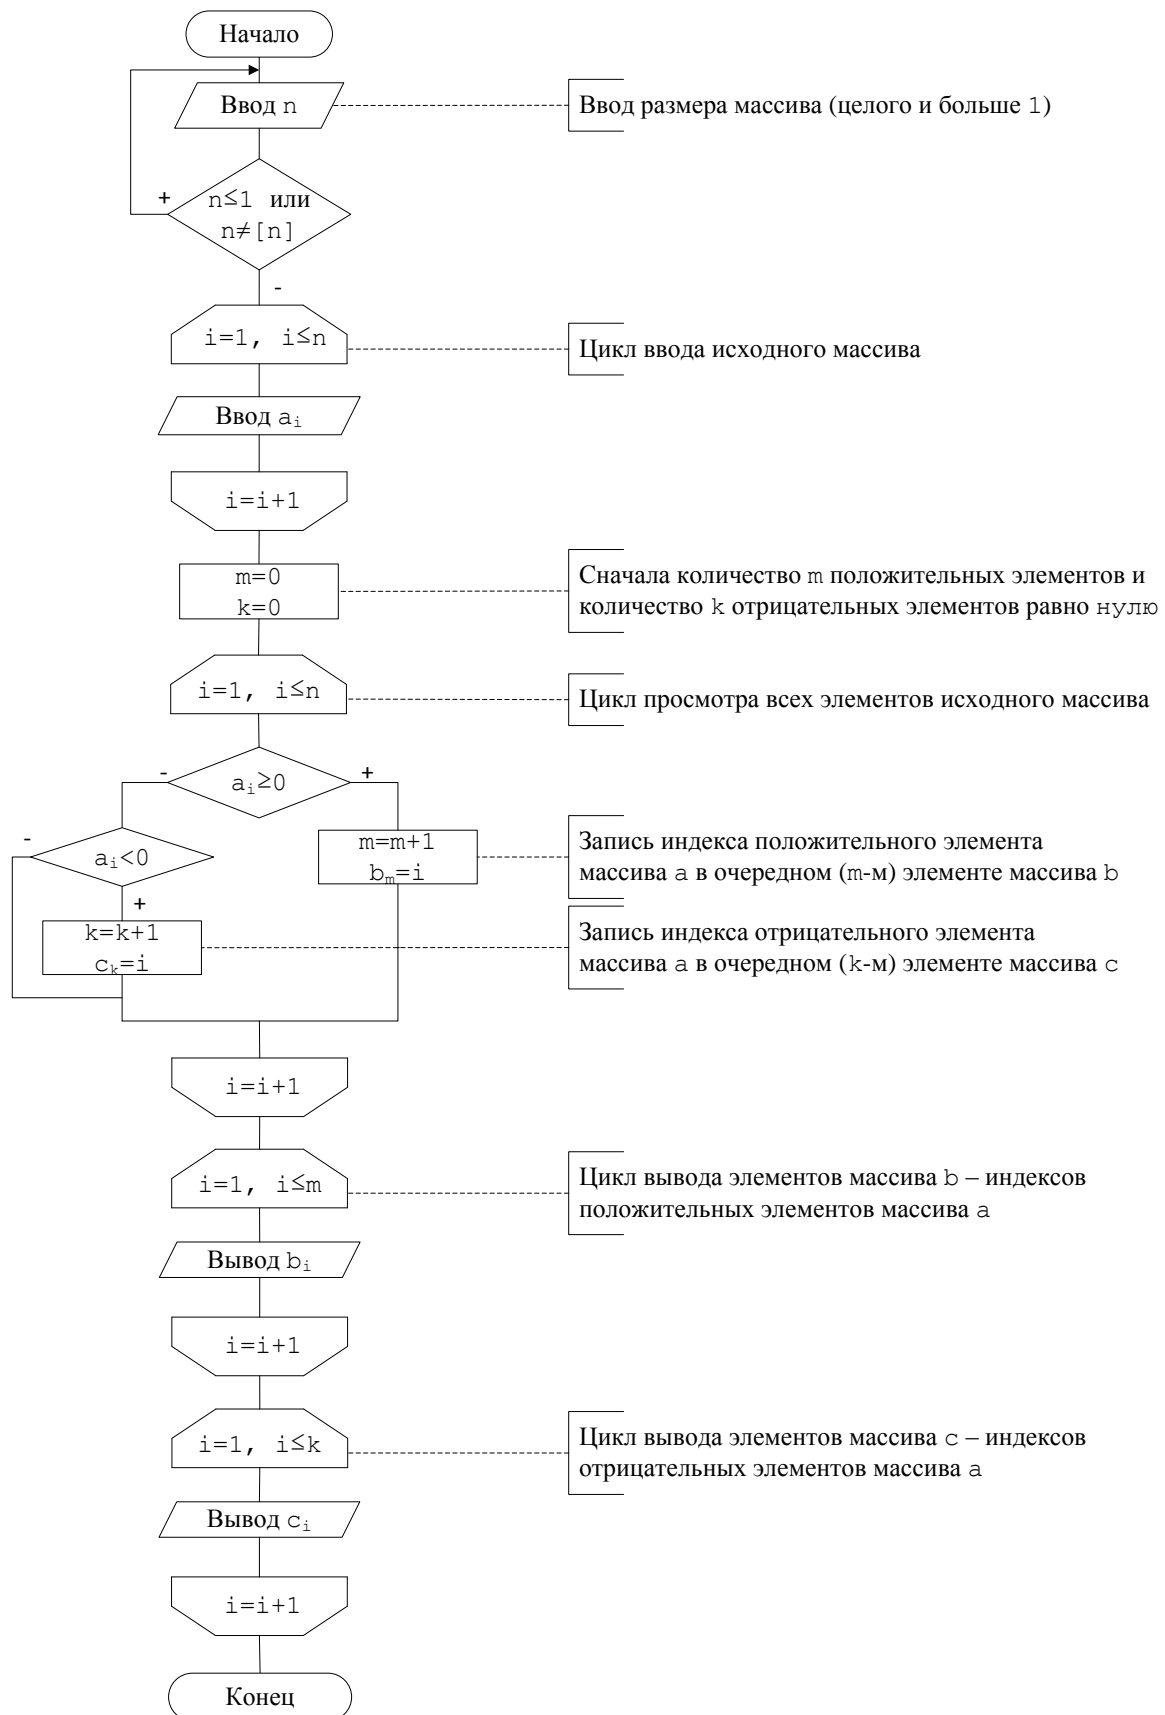 Начало
Ввод n
Ввод размера массива (целого и больше 1)
+
n≤1 или
n≠[n]
-
i=1, i≤n
Цикл ввода исходного массива
Ввод aᵢ
i=i+1
m=0
k=0
Сначала количество m положительных элементов и
количество k отрицательных элементов равно нулю
i=1, i≤n
Цикл просмотра всех элементов исходного массива
-
aᵢ≥0
+
-
aᵢ<0
+
m=m+1
bₘ=i
Запись индекса положительного элемента
массива a в очередном (m-м) элементе массива b
k=k+1
cₖ=i
Запись индекса отрицательного элемента
массива a в очередном (k-м) элементе массива c
i=i+1
i=1, i≤m
Цикл вывода элементов массива b – индексов
положительных элементов массива a
Вывод bᵢ
i=i+1
i=1, i≤k
Цикл вывода элементов массива c – индексов
отрицательных элементов массива a
Вывод cᵢ
i=i+1
Конец